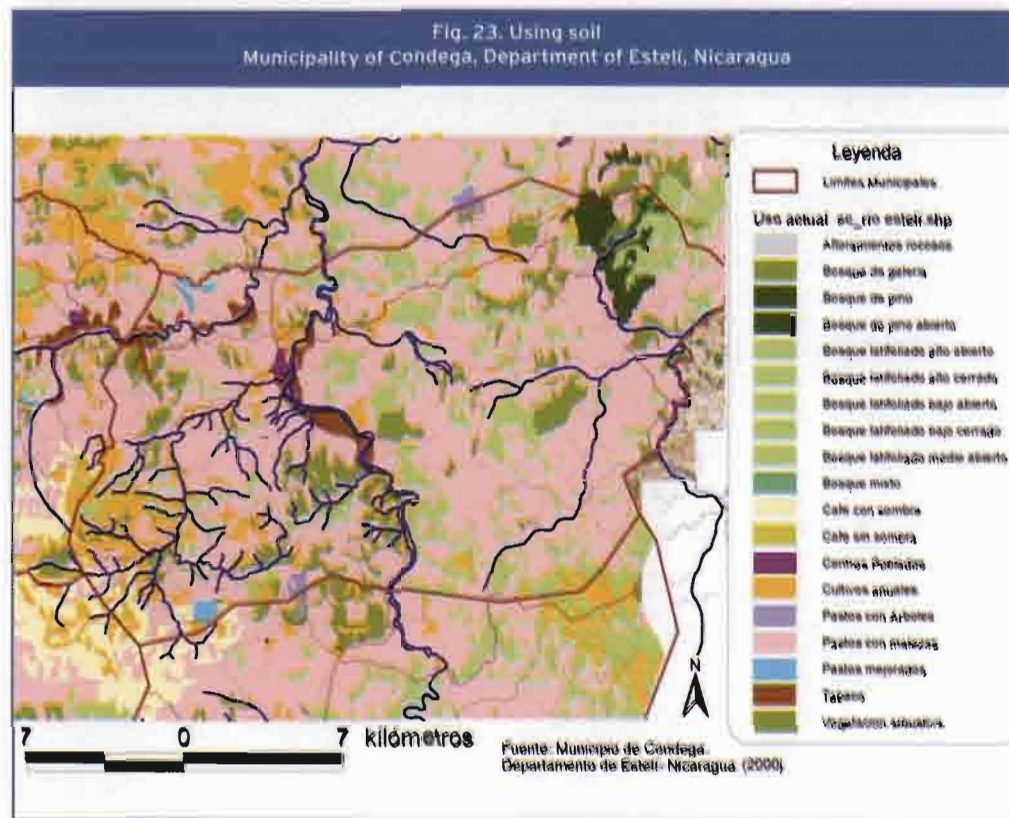 Fig. 23. Using soil
Municipality of Condega, Department of Estelí, Nicaragua
Leyenda
Limites Municipales
Uso actual sc_rio esteli.shp
Afloramientos rocosos
Bosque de galeria
Bosque de pino
Bosque de pino abierto
Bosque latifoliado alto abierto
Bosque latifoliado alto cerrado
Bosque latifoliado bajo abierto
Bosque latifoliado bajo cerrado
Bosque latifoliado medio abierto
Bosque mixto
Café con sombra
Café sin sombra
Centros Poblados
Cultivos anuales
Pastos con Arboles
Pastos con malezas
Pastos mejorados
Tabaco
Vegetacion arbustiva
N
7 0 7 kilómetros
Fuente: Municipio de Condega.
Departamento de Estelí- Nicaragua (2000)